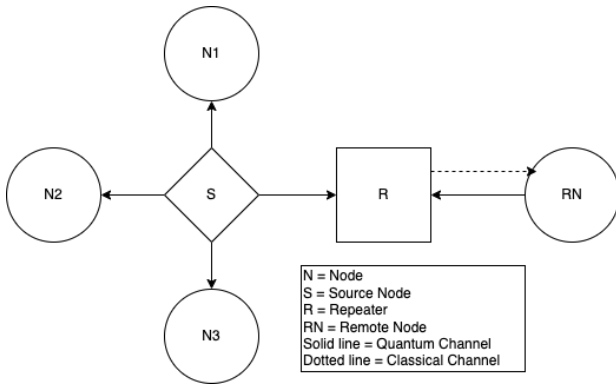 N1
N2
S
R
RN
N3
N = Node
S = Source Node
R = Repeater
RN = Remote Node
Solid line = Quantum Channel
Dotted line = Classical Channel